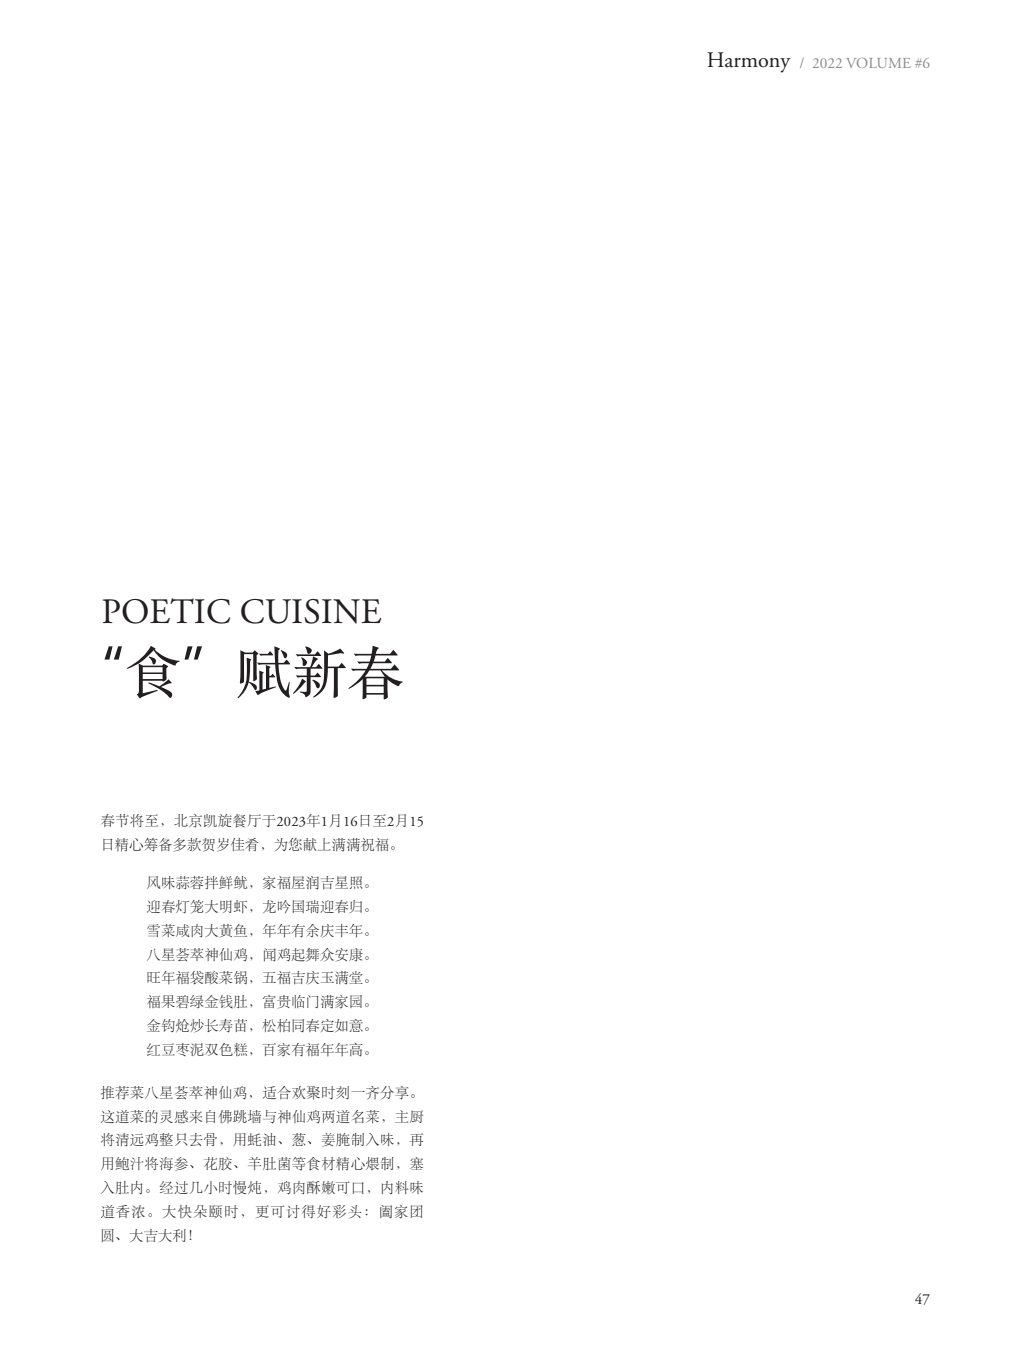 Harmony / 2022 VOLUME #6
POETIC CUISINE
“食”赋新春
春节将至，北京凯旋餐厅于2023年1月16日至2月15
日精心筹备多款贺岁佳肴，为您献上满满祝福。
风味蒜蓉拌鲜鱿，家福屋润吉星照。
迎春灯笼大明虾，龙吟国瑞迎春归。
雪菜咸肉大黄鱼，年年有余庆丰年。
八星荟萃神仙鸡，闻鸡起舞众安康。
旺年福袋酸菜锅，五福吉庆玉满堂。
福果碧绿金钱肚，富贵临门满家园。
金钩炝炒长寿苗，松柏同春定如意。
红豆枣泥双色糕，百家有福年年高。
推荐菜八星荟萃神仙鸡，适合欢聚时刻一齐分享。
这道菜的灵感来自佛跳墙与神仙鸡两道名菜，主厨
将清远鸡整只去骨，用蚝油、葱、姜腌制入味，再
用鲍汁将海参、花胶、羊肚菌等食材精心煨制，塞
入肚内。经过几小时慢炖，鸡肉酥嫩可口，内料味
道香浓。大快朵颐时，更可讨得好彩头：阖家团
圆、大吉大利！
47